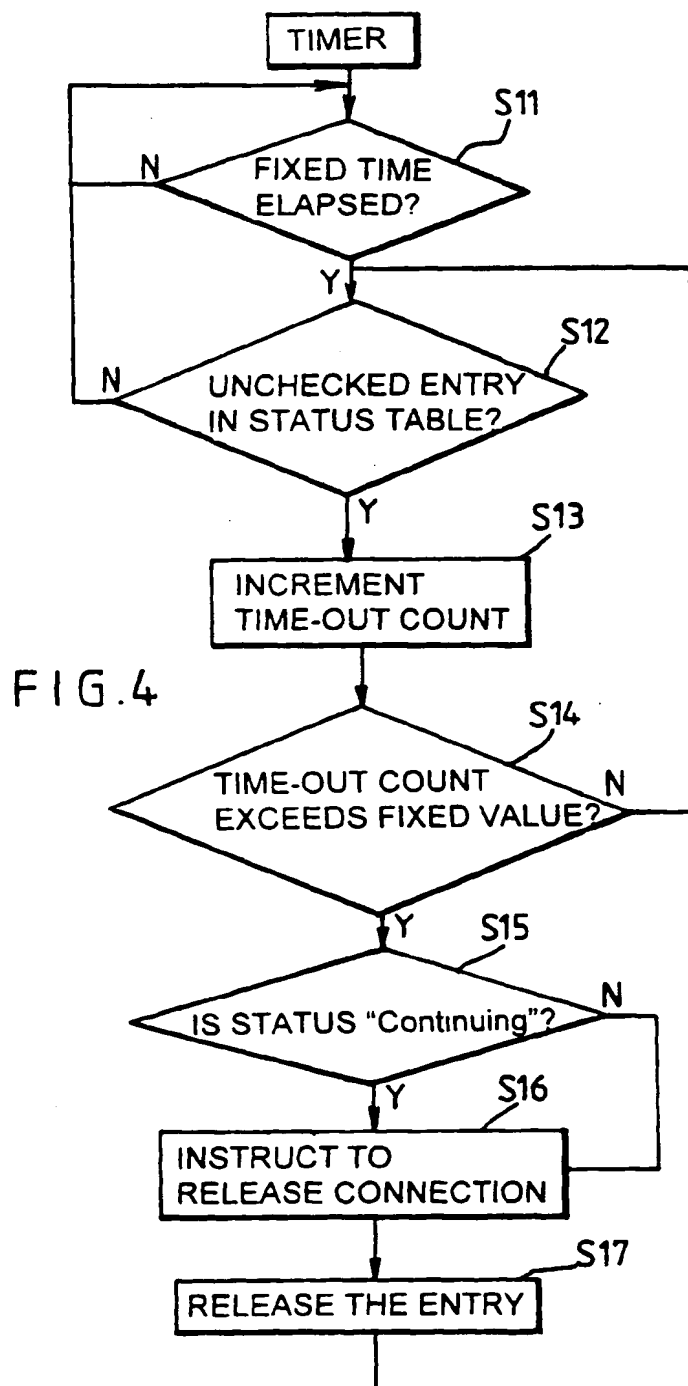 TIMER
S11
N
FIXED TIME
ELAPSED?
Y
S12
N
UNCHECKED ENTRY
IN STATUS TABLE?
Y
S13
INCREMENT
TIME-OUT COUNT
FIG.4
S14
TIME-OUT COUNT
EXCEEDS FIXED VALUE?
N
Y
S15
IS STATUS "Continuing"?
N
Y
S16
INSTRUCT TO
RELEASE CONNECTION
S17
RELEASE THE ENTRY